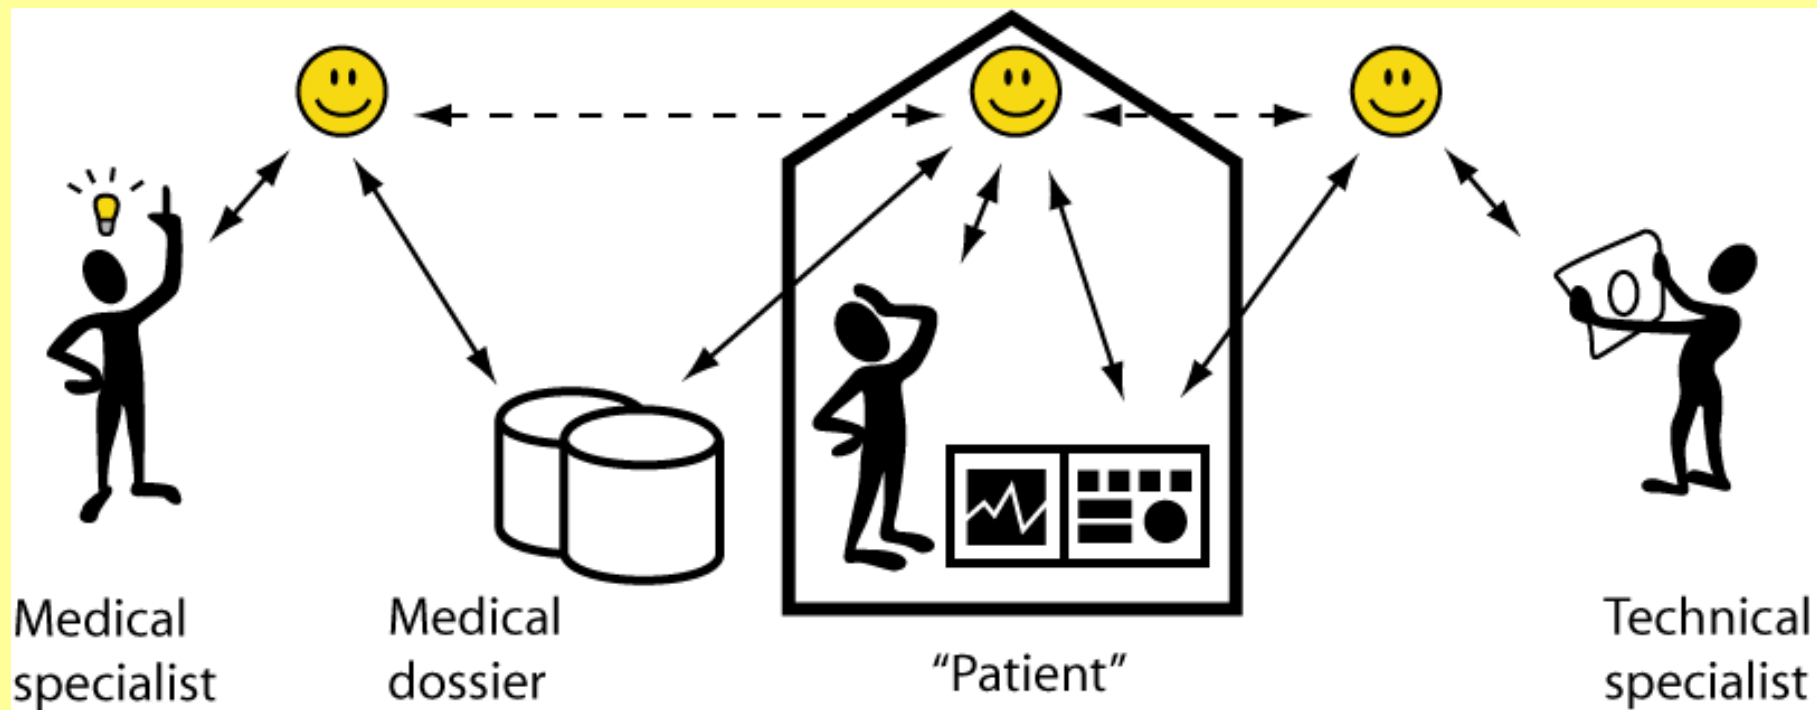 Medical
specialist
Medical
dossier
“Patient”
Technical
specialist